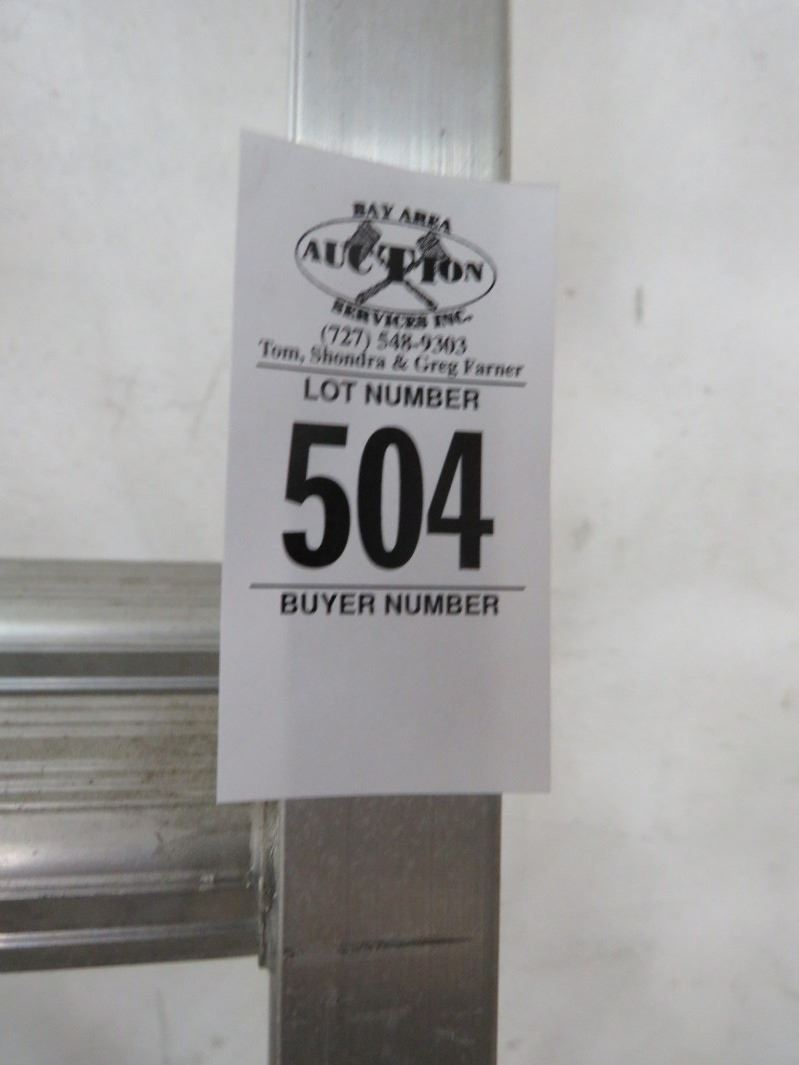 BAY AREA
AUCTION
SERVICES INC.
(727) 548-9303
Tom, Shondra & Greg Farner
LOT NUMBER
504
BUYER NUMBER